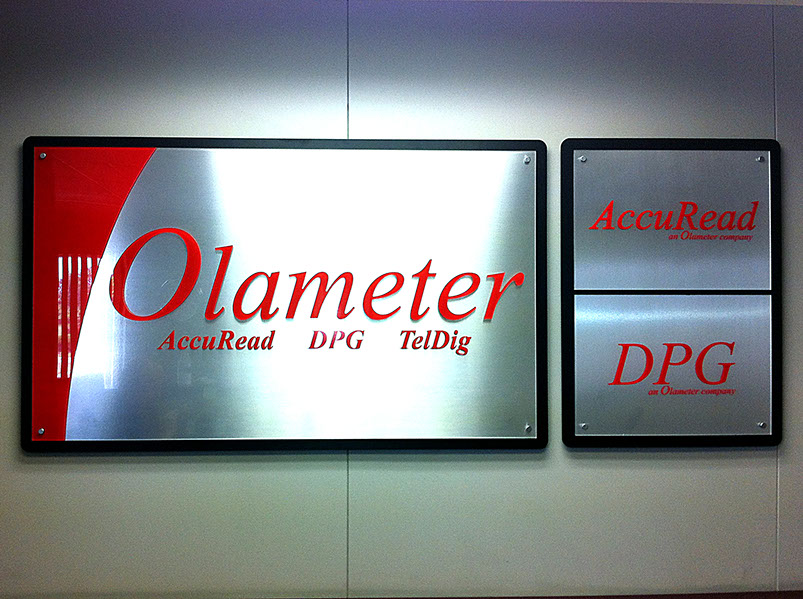 Olameter
AccuRead DPG TelDig
AccuRead
an Olameter company
DPG
an Olameter company